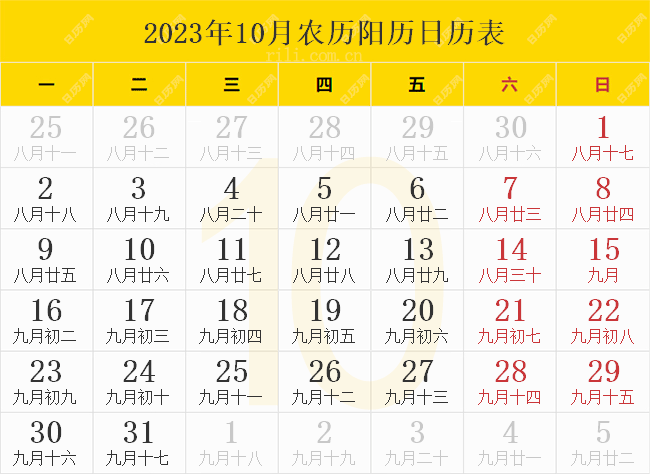 2023年10月农历阳历日历表
rili.com.cn
一 二 三 四 五 六 日
25 26 27 28 29 30 1
八月十一 八月十二 八月十三 八月十四 八月十五 八月十六 八月十七
2 3 4 5 6 7 8
八月十八 八月十九 八月二十 八月廿一 八月廿二 八月廿三 八月廿四
9 10 11 12 13 14 15
八月廿五 八月廿六 八月廿七 八月廿八 八月廿九 八月三十 九月
16 17 18 19 20 21 22
九月初二 九月初三 九月初四 九月初五 九月初六 九月初七 九月初八
23 24 25 26 27 28 29
九月初九 九月初十 九月十一 九月十二 九月十三 九月十四 九月十五
30 31 1 2 3 4 5
九月十六 九月十七 九月十八 九月十九 九月二十 九月廿一 九月廿二
10